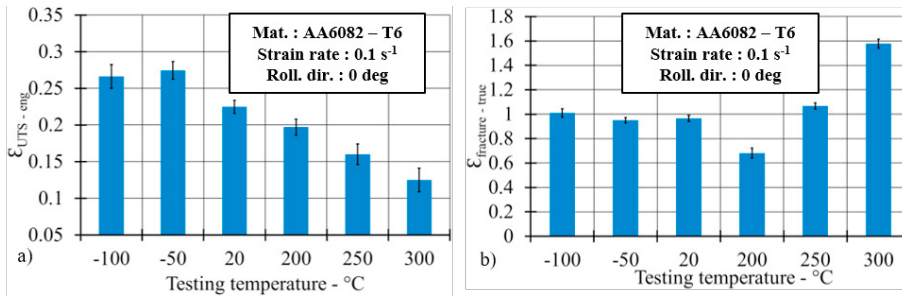 0.35
0.3
0.25
0.2
0.15
0.1
0.05
ε UTS - eng
Mat. : AA6082 – T6
Strain rate : 0.1 s⁻¹
Roll. dir. : 0 deg
-100 -50 20 200 250 300
a) Testing temperature - °C
1.8
1.6
1.4
1.2
1
0.8
0.6
0.4
0.2
0
ε fracture - true
Mat. : AA6082 – T6
Strain rate : 0.1 s⁻¹
Roll. dir. : 0 deg
-100 -50 20 200 250 300
b) Testing temperature - °C